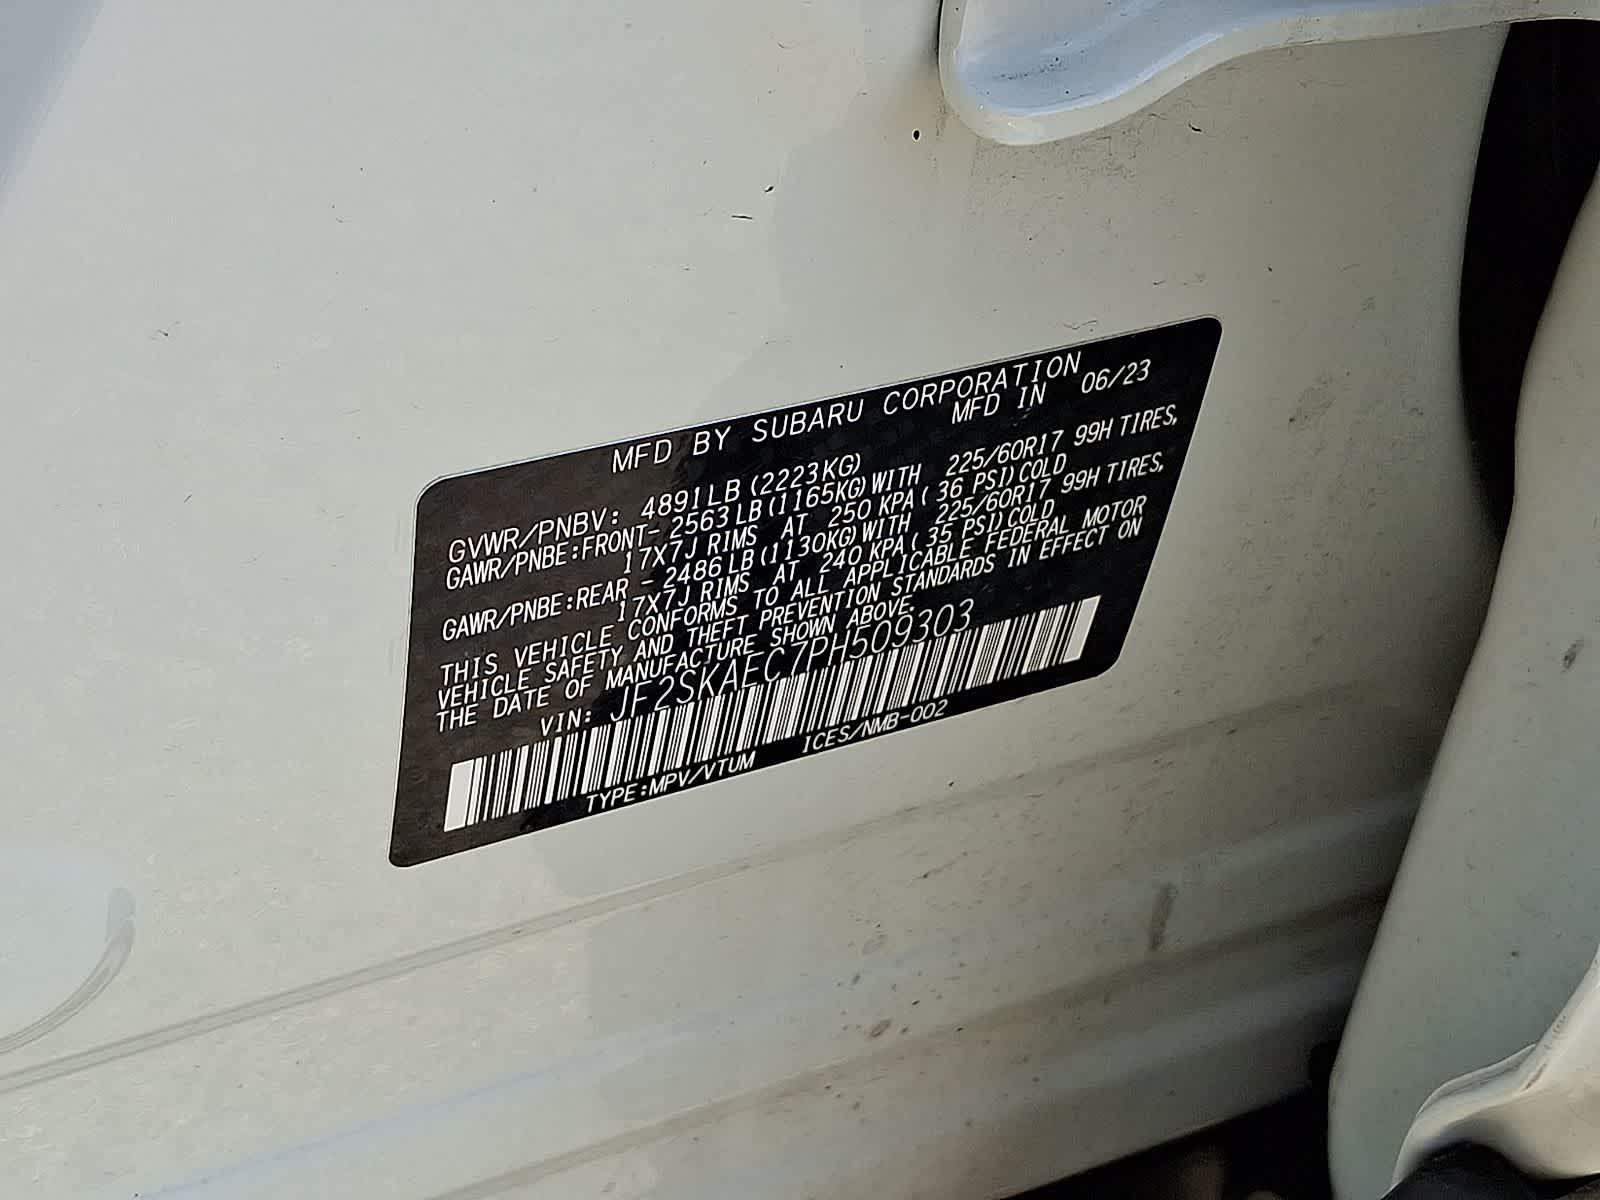 MFD BY SUBARU CORPORATION
MFD IN 06/23
GVWR/PNBV: 4891LB(2223KG)
GAWR/PNBE:FRONT- 2563LB(1165KG)WITH 225/60R17 99H TIRES,
17X7J RIMS AT 250 KPA( 36 PSI)COLD
GAWR/PNBE:REAR - 2486LB(1130KG)WITH 225/60R17 99H TIRES,
17X7J RIMS AT 240 KPA( 35 PSI)COLD
THIS VEHICLE CONFORMS TO ALL APPLICABLE FEDERAL MOTOR
VEHICLE SAFETY AND THEFT PREVENTION STANDARDS IN EFFECT ON
THE DATE OF MANUFACTURE SHOWN ABOVE.
VIN: JF2SKAEC7PH509303
TYPE:MPV/VTUM ICES/NMB-002